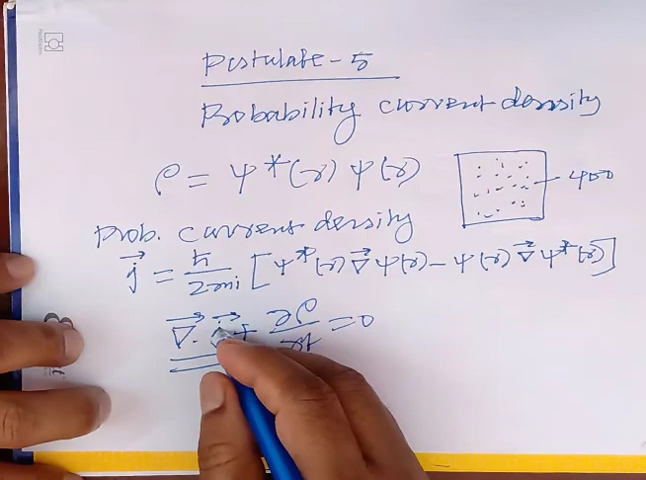 Postulate - 5
Probability current density
ρ = ψ*(r) ψ(r)
400
Prob. current density
j⃗ = ħ/2mi [ψ*(r) ∇⃗ ψ(r) - ψ(r) ∇⃗ ψ*(r)]
∇⃗ . j⃗ + ∂ρ/∂t = 0